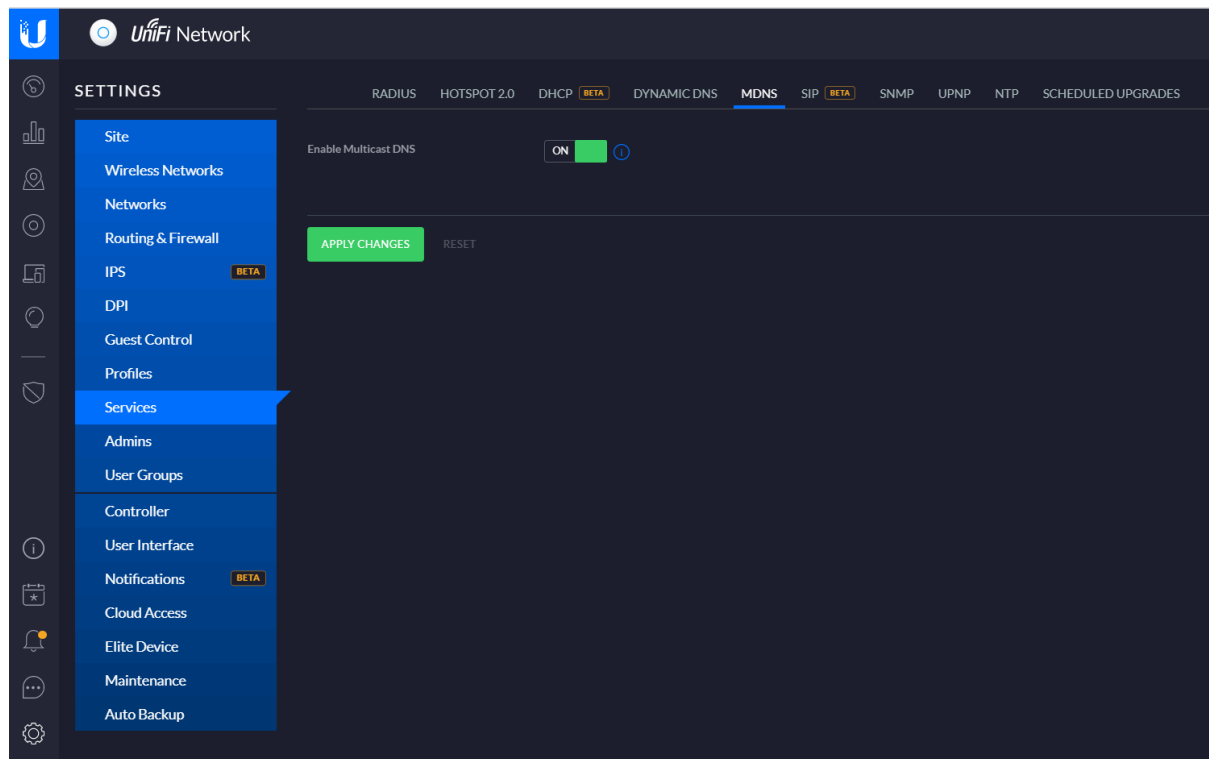 UniFi Network
SETTINGS
RADIUS HOTSPOT 2.0 DHCP BETA DYNAMIC DNS MDNS SIP BETA SNMP UPNP NTP SCHEDULED UPGRADES
Site
Wireless Networks
Networks
Routing & Firewall
IPS BETA
DPI
Guest Control
Profiles
Services
Admins
User Groups
Controller
User Interface
Notifications BETA
Cloud Access
Elite Device
Maintenance
Auto Backup
Enable Multicast DNS ON
APPLY CHANGES RESET